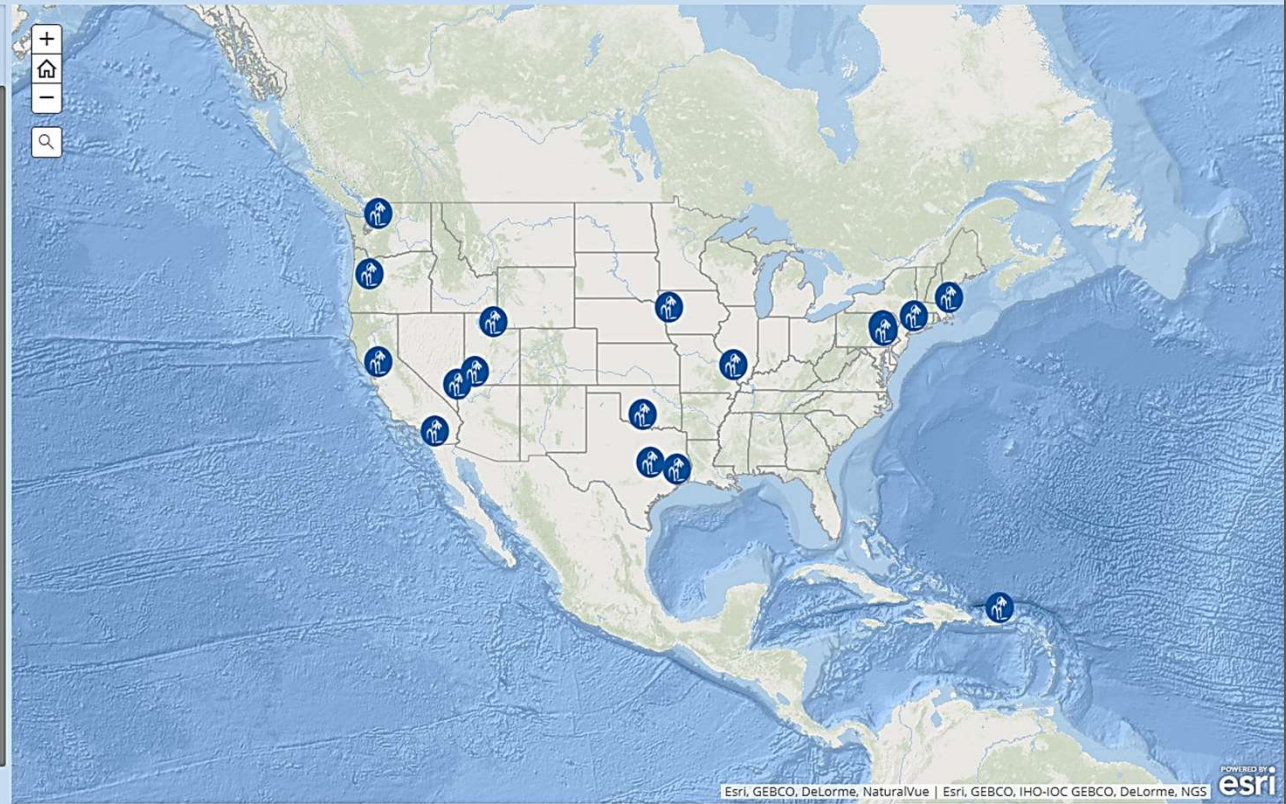 POWERED BY
esri
Esri, GEBCO, DeLorme, NaturalVue | Esri, GEBCO, IHO-IOC GEBCO, DeLorme, NGS